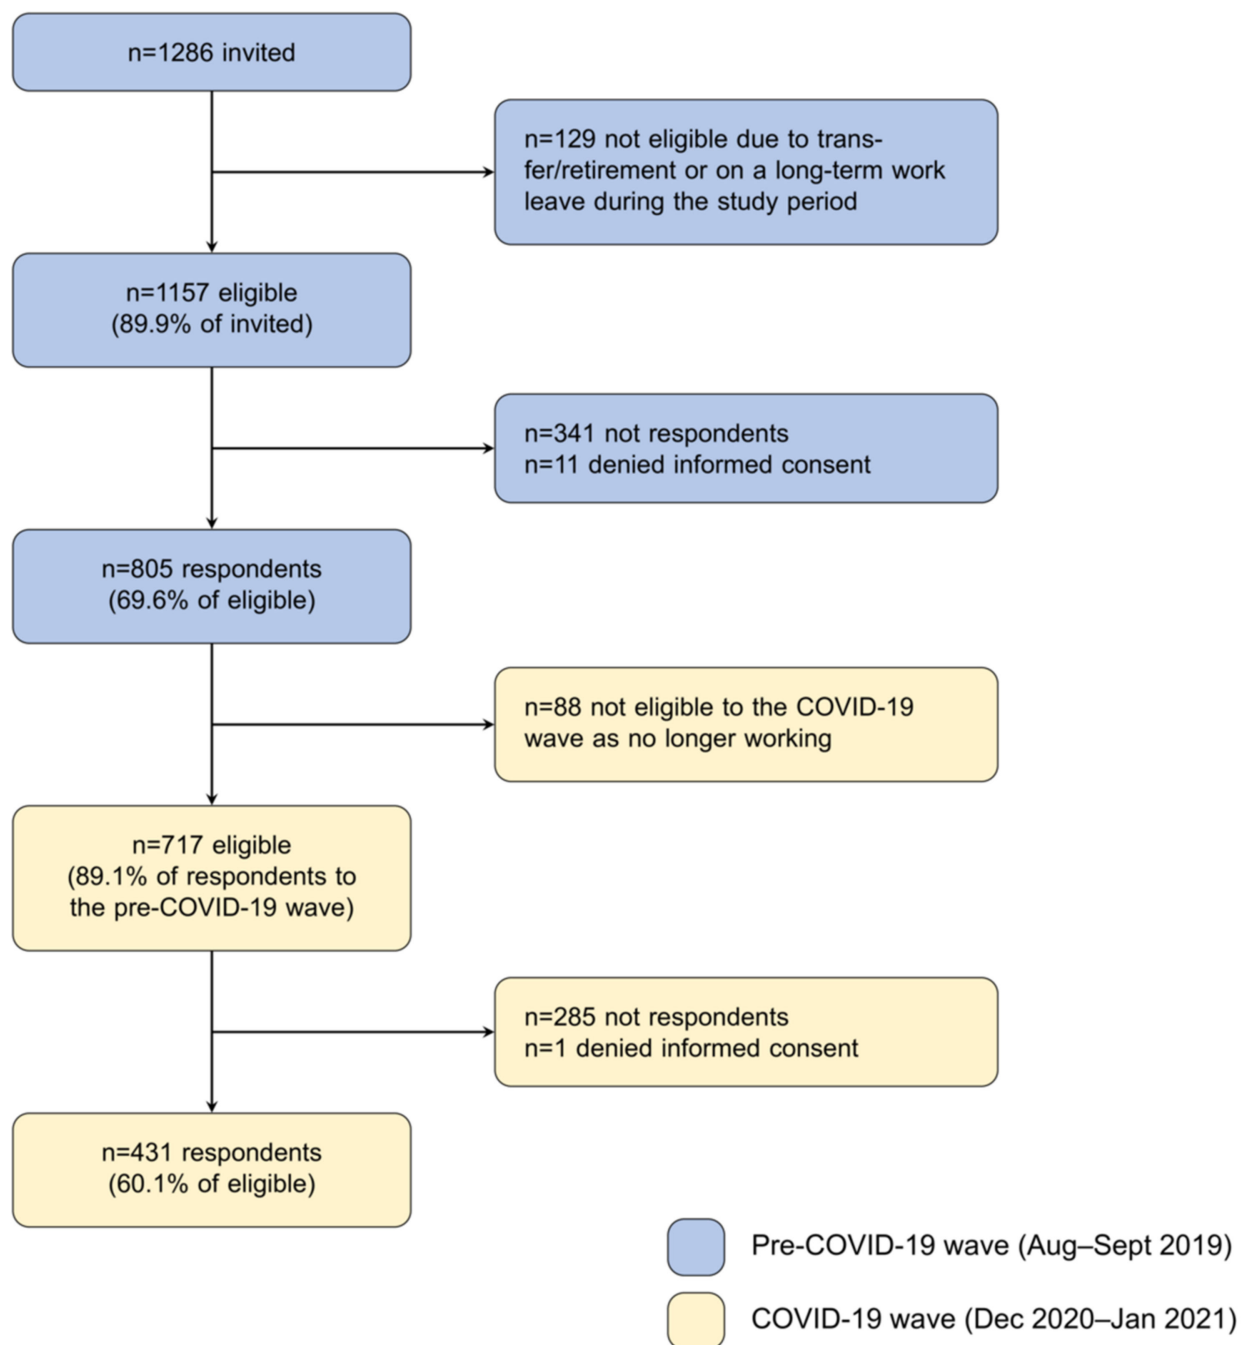 n=1286 invited
n=129 not eligible due to trans-
fer/retirement or on a long-term work
leave during the study period
n=1157 eligible
(89.9% of invited)
n=341 not respondents
n=11 denied informed consent
n=805 respondents
(69.6% of eligible)
n=88 not eligible to the COVID-19
wave as no longer working
n=717 eligible
(89.1% of respondents to
the pre-COVID-19 wave)
n=285 not respondents
n=1 denied informed consent
n=431 respondents
(60.1% of eligible)
Pre-COVID-19 wave (Aug–Sept 2019)
COVID-19 wave (Dec 2020–Jan 2021)